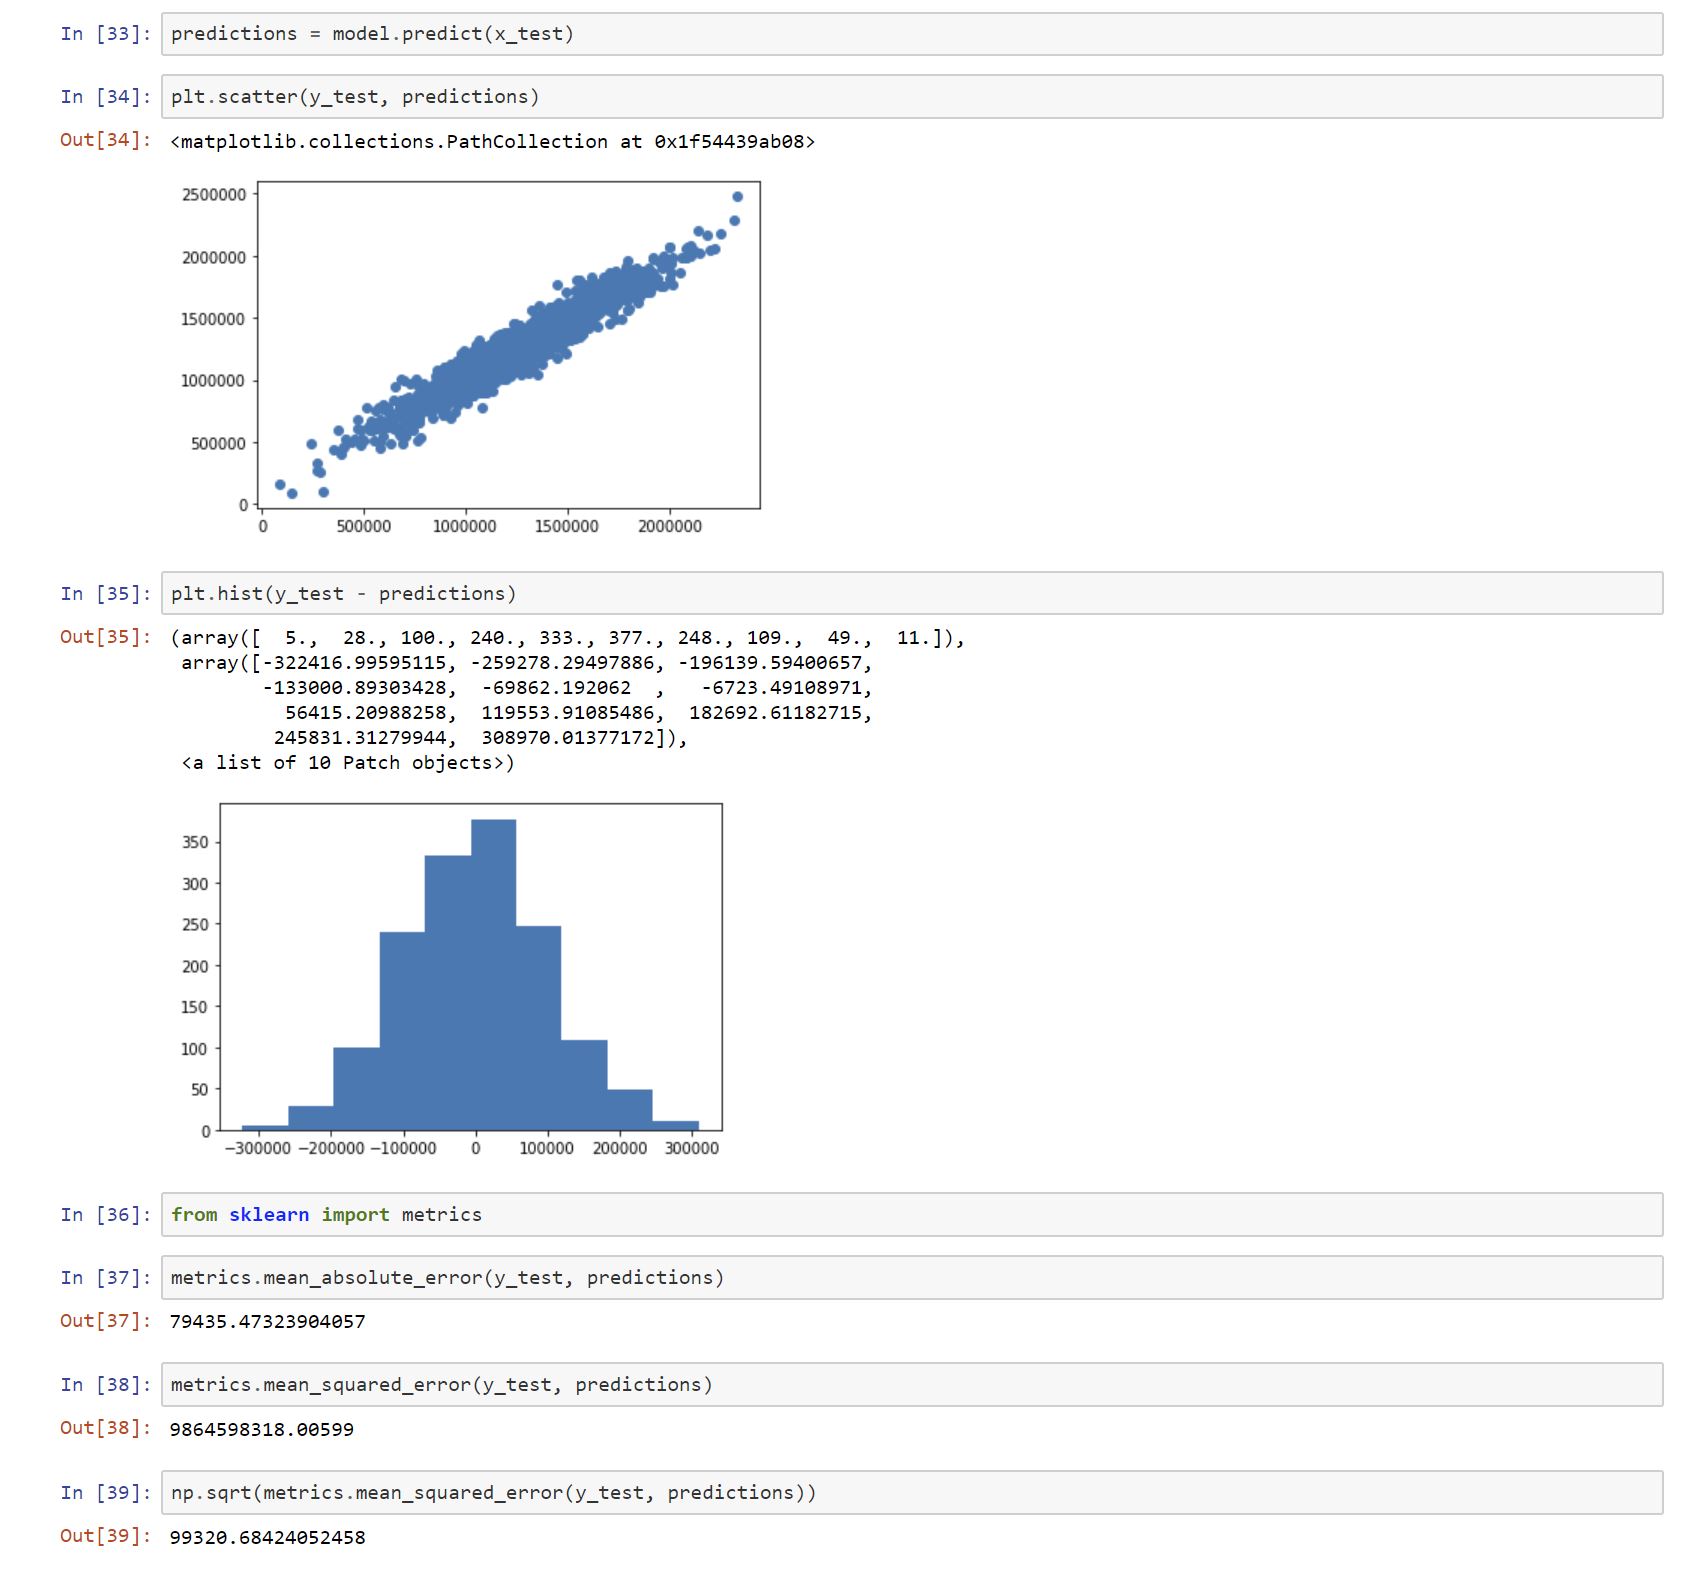 In [33]: predictions = model.predict(x_test)
In [34]: plt.scatter(y_test, predictions)
Out[34]: <matplotlib.collections.PathCollection at 0x1f54439ab08>
2500000
2000000
1500000
1000000
500000
0
0 500000 1000000 1500000 2000000
In [35]: plt.hist(y_test - predictions)
Out[35]: (array([  5.,  28., 100., 240., 333., 377., 248., 109.,  49.,  11.]),
array([-322416.99595115, -259278.29497886, -196139.59400657,
-133000.89303428,  -69862.192062  ,   -6723.49108971,
56415.20988258,  119553.91085486,  182692.61182715,
245831.31279944,  308970.01377172]),
<a list of 10 Patch objects>)
350
300
250
200
150
100
50
0
−300000 −200000 −100000 0 100000 200000 300000
In [36]: from sklearn import metrics
In [37]: metrics.mean_absolute_error(y_test, predictions)
Out[37]: 79435.47323904057
In [38]: metrics.mean_squared_error(y_test, predictions)
Out[38]: 9864598318.00599
In [39]: np.sqrt(metrics.mean_squared_error(y_test, predictions))
Out[39]: 99320.68424052458